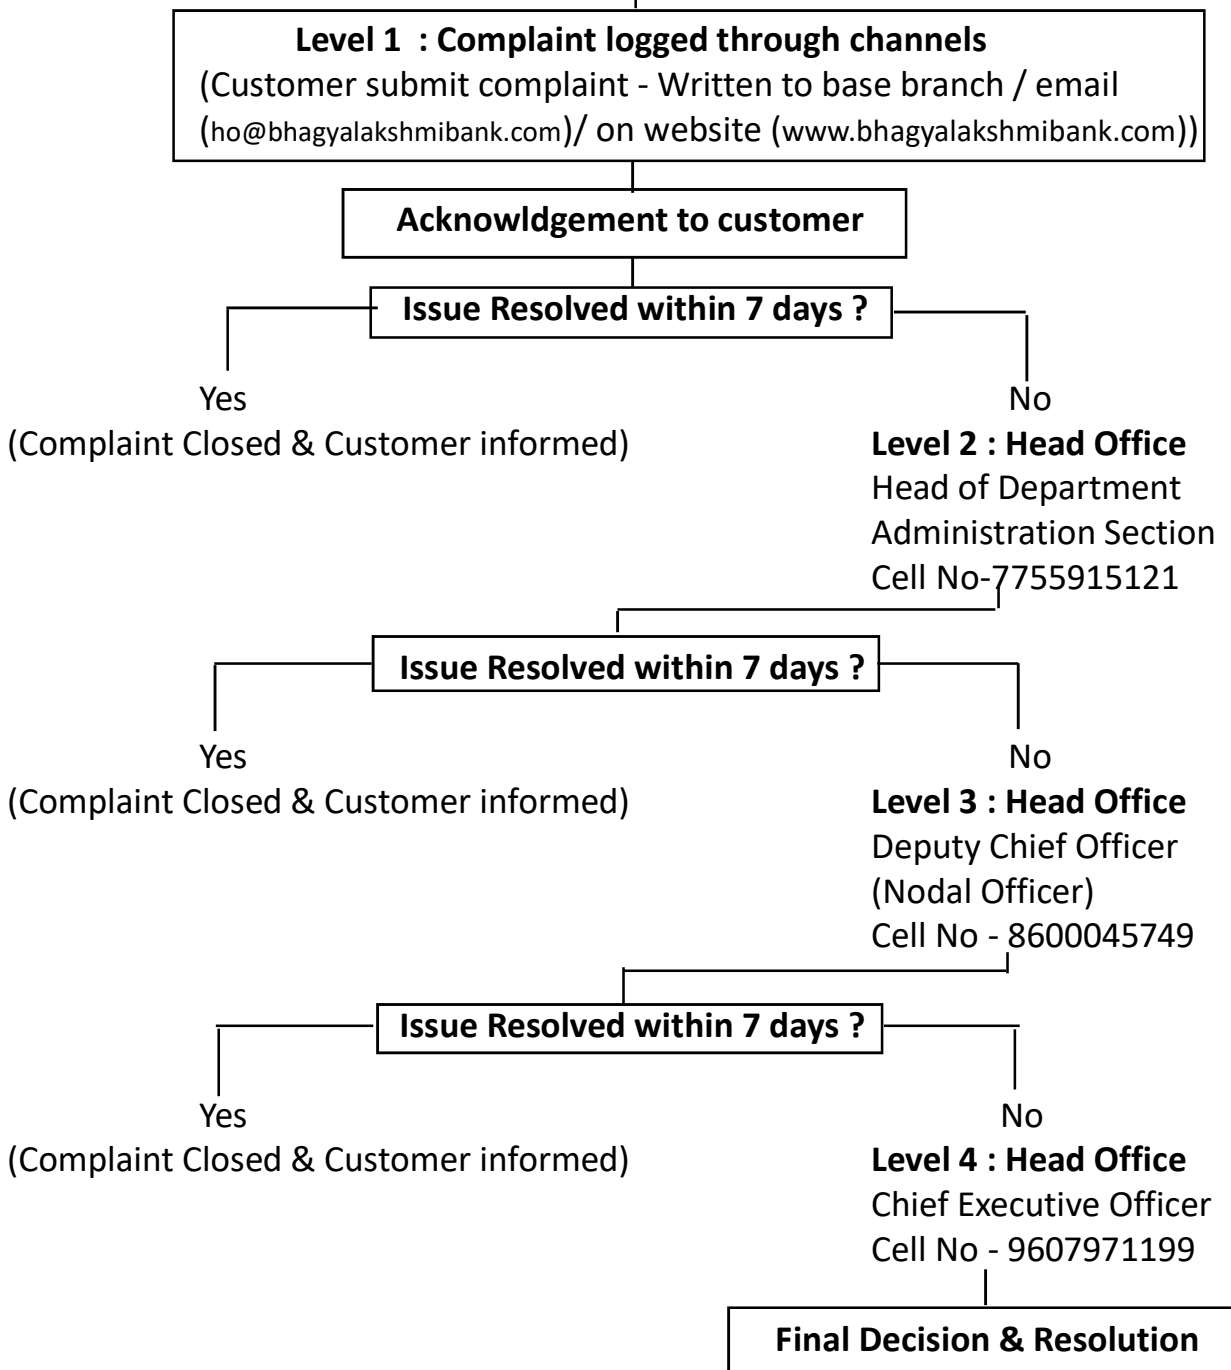 Level 1 : Complaint logged through channels
(Customer submit complaint - Written to base branch / email
(ho@bhagyalakshmibank.com)/ on website (www.bhagyalakshmibank.com))
Acknowldgement to customer
Issue Resolved within 7 days ?
Yes
(Complaint Closed & Customer informed)
No
Level 2 : Head Office
Head of Department
Administration Section
Cell No-7755915121
Issue Resolved within 7 days ?
Yes
(Complaint Closed & Customer informed)
No
Level 3 : Head Office
Deputy Chief Officer
(Nodal Officer)
Cell No - 8600045749
Issue Resolved within 7 days ?
Yes
(Complaint Closed & Customer informed)
No
Level 4 : Head Office
Chief Executive Officer
Cell No - 9607971199
Final Decision & Resolution